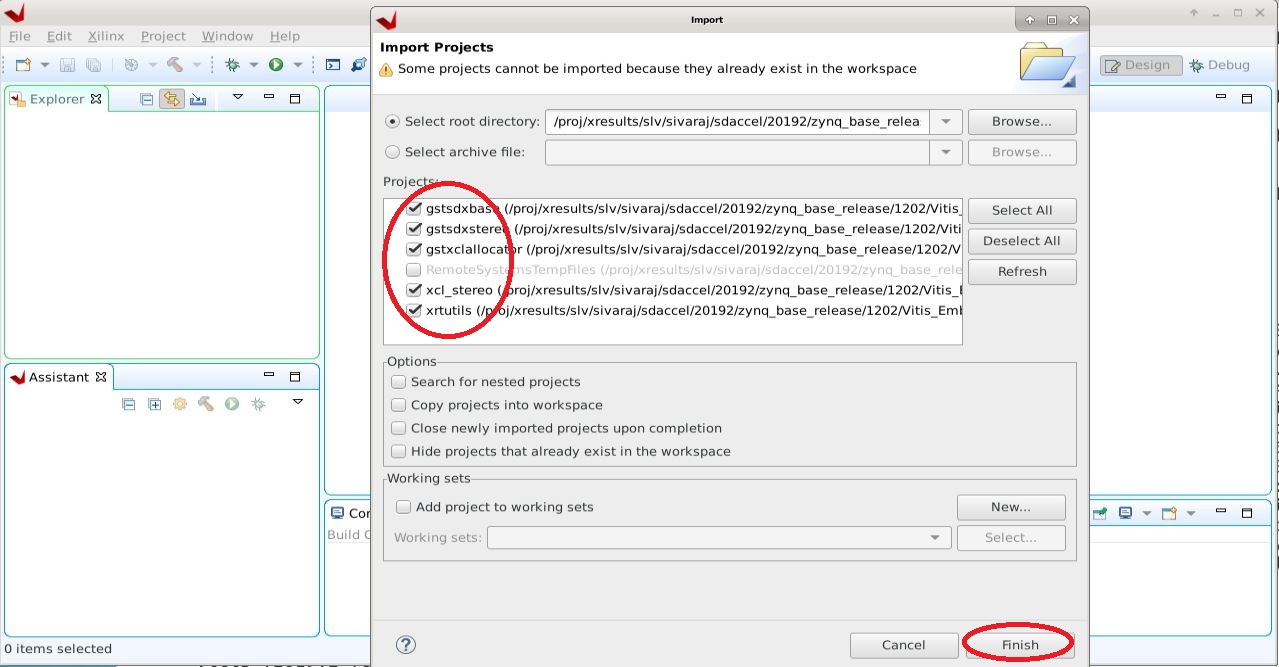 Import
File Edit Xilinx Project Window Help
Import Projects
Some projects cannot be imported because they already exist in the workspace
Design Debug
Explorer
Select root directory: /proj/xresults/slv/sivaraj/sdaccel/20192/zynq_base_relea
Browse...
Select archive file:
Browse...
Projects:
gstsdxbase (/proj/xresults/slv/sivaraj/sdaccel/20192/zynq_base_release/1202/Vitis_
gstsdxstereo (/proj/xresults/slv/sivaraj/sdaccel/20192/zynq_base_release/1202/Viti
gstxclallocator (/proj/xresults/slv/sivaraj/sdaccel/20192/zynq_base_release/1202/V
RemoteSystemsTempFiles (/proj/xresults/slv/sivaraj/sdaccel/20192/zynq_base_rele
xcl_stereo (/proj/xresults/slv/sivaraj/sdaccel/20192/zynq_base_release/1202/Vitis_E
xrtutils (/proj/xresults/slv/sivaraj/sdaccel/20192/zynq_base_release/1202/Vitis_Emb
Select All
Deselect All
Refresh
Options
Search for nested projects
Copy projects into workspace
Close newly imported projects upon completion
Hide projects that already exist in the workspace
Assistant
Working sets
Add project to working sets
New...
Working sets:
Select...
Con
Build C
Cancel
Finish
0 items selected